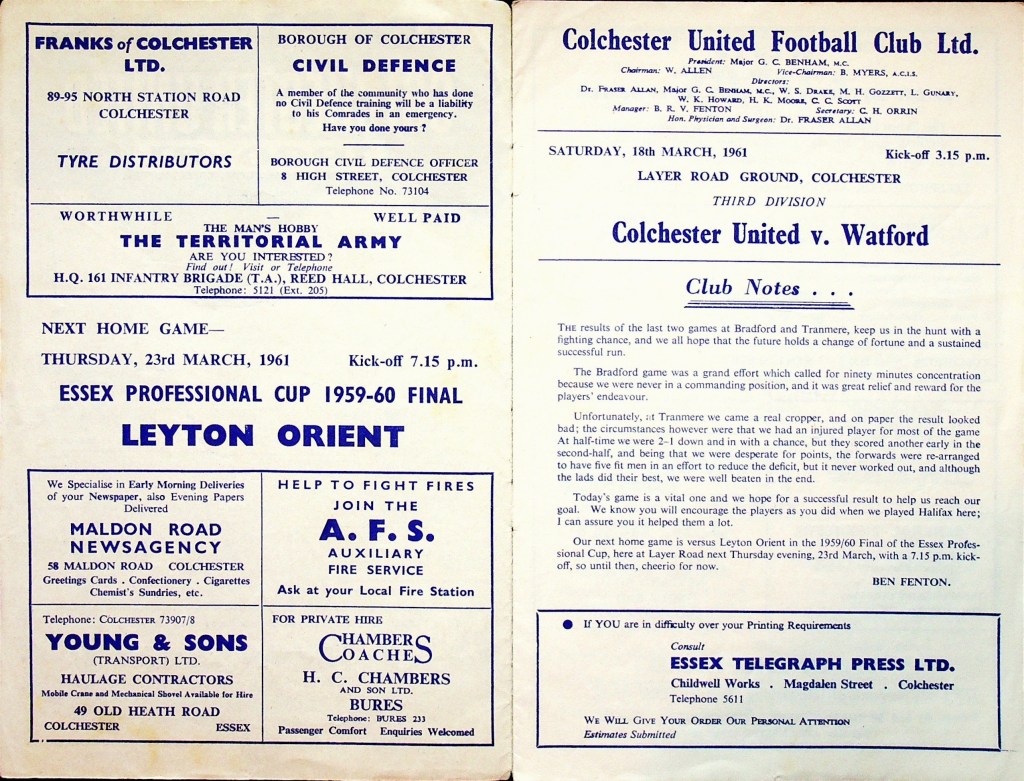 FRANKS of COLCHESTER
LTD.
89-95 NORTH STATION ROAD
COLCHESTER
TYRE DISTRIBUTORS
BOROUGH OF COLCHESTER
CIVIL DEFENCE
A member of the community who has done
no Civil Defence training will be a liability
to his Comrades in an emergency.
Have you done yours ?
BOROUGH CIVIL DEFENCE OFFICER
8 HIGH STREET, COLCHESTER
Telephone No. 73104
WORTHWHILE — WELL PAID
THE MAN'S HOBBY
THE TERRITORIAL ARMY
ARE YOU INTERESTED?
Find out! Visit or Telephone
H.Q. 161 INFANTRY BRIGADE (T.A.), REED HALL, COLCHESTER
Telephone: 5121 (Ext. 205)
NEXT HOME GAME—
THURSDAY, 23rd MARCH, 1961 Kick-off 7.15 p.m.
ESSEX PROFESSIONAL CUP 1959-60 FINAL
LEYTON ORIENT
We Specialise in Early Morning Deliveries
of your Newspaper, also Evening Papers
Delivered
MALDON ROAD
NEWSAGENCY
58 MALDON ROAD COLCHESTER
Greetings Cards . Confectionery . Cigarettes
Chemist's Sundries, etc.
HELP TO FIGHT FIRES
JOIN THE
A. F. S.
AUXILIARY
FIRE SERVICE
Ask at your Local Fire Station
Telephone: COLCHESTER 73907/8
YOUNG & SONS
(TRANSPORT) LTD.
HAULAGE CONTRACTORS
Mobile Crane and Mechanical Shovel Available for Hire
49 OLD HEATH ROAD
COLCHESTER ESSEX
FOR PRIVATE HIRE
CHAMBERS
COACHES
H. C. CHAMBERS
AND SON LTD.
BURES
Telephone: BURES 233
Passenger Comfort Enquiries Welcomed
Colchester United Football Club Ltd.
President: Major G. C. BENHAM, M.C.
Chairman: W. ALLEN Vice-Chairman: B. MYERS, A.C.I.S.
Directors:
Dr. FRASER ALLAN, Major G. C. BENHAM, M.C., W. S. DRAKE, M. H. GOZZETT, L. GUNARY,
W. K. HOWARD, H. K. MOORE, C. C. SCOTT
Manager: B. R. V. FENTON Secretary: C. H. ORRIN
Hon. Physician and Surgeon: Dr. FRASER ALLAN
SATURDAY, 18th MARCH, 1961 Kick-off 3.15 p.m.
LAYER ROAD GROUND, COLCHESTER
THIRD DIVISION
Colchester United v. Watford
Club Notes . . .
THE results of the last two games at Bradford and Tranmere, keep us in the hunt with a
fighting chance, and we all hope that the future holds a change of fortune and a sustained
successful run.
The Bradford game was a grand effort which called for ninety minutes concentration
because we were never in a commanding position, and it was great relief and reward for the
players' endeavour.
Unfortunately, at Tranmere we came a real cropper, and on paper the result looked
bad; the circumstances however were that we had an injured player for most of the game
At half-time we were 2-1 down and in with a chance, but they scored another early in the
second-half, and being that we were desperate for points, the forwards were re-arranged
to have five fit men in an effort to reduce the deficit, but it never worked out, and although
the lads did their best, we were well beaten in the end.
Today's game is a vital one and we hope for a successful result to help us reach our
goal. We know you will encourage the players as you did when we played Halifax here;
I can assure you it helped them a lot.
Our next home game is versus Leyton Orient in the 1959/60 Final of the Essex Profes-
sional Cup, here at Layer Road next Thursday evening, 23rd March, with a 7.15 p.m. kick-
off, so until then, cheerio for now.
BEN FENTON.
● If YOU are in difficulty over your Printing Requirements
Consult
ESSEX TELEGRAPH PRESS LTD.
Childwell Works . Magdalen Street . Colchester
Telephone 5611
WE WILL GIVE YOUR ORDER OUR PERSONAL ATTENTION
Estimates Submitted